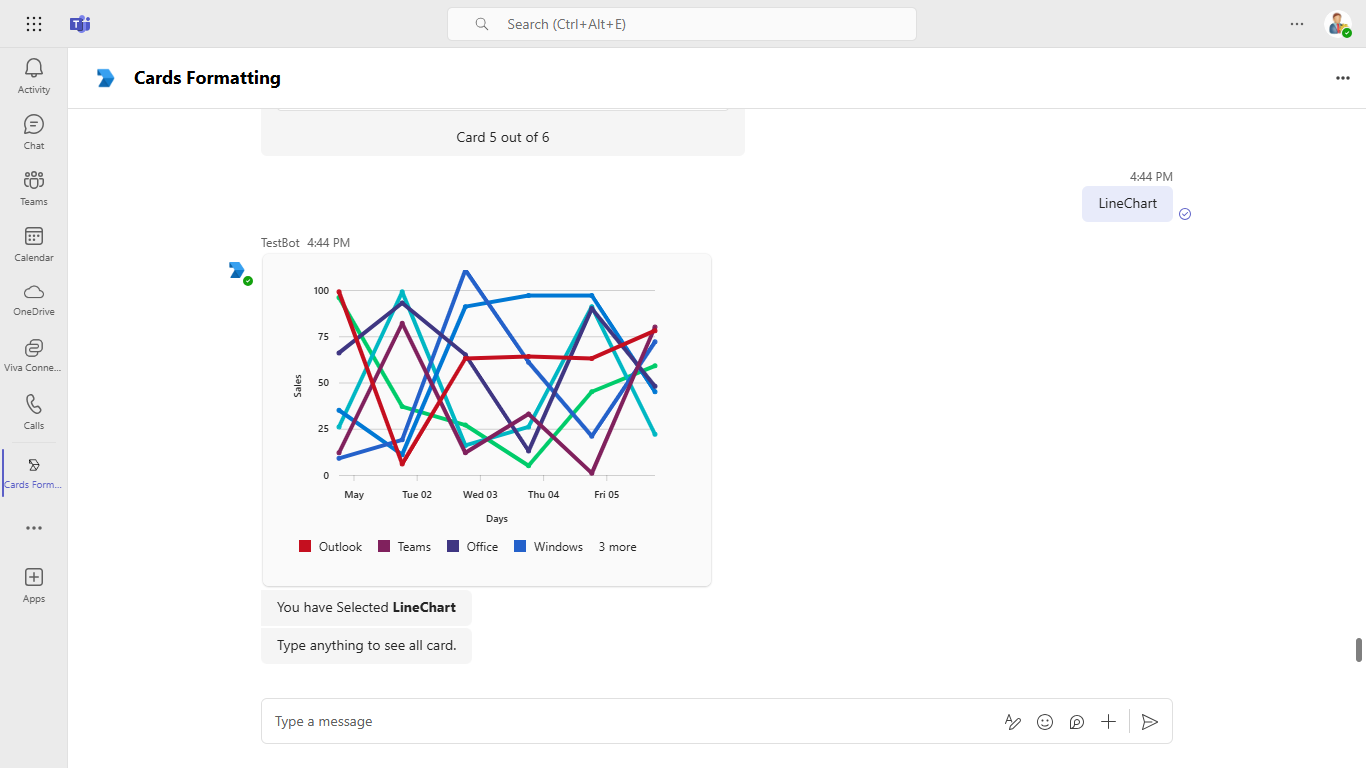 Search (Ctrl+Alt+E)
Activity
Chat
Teams
Calendar
OneDrive
Viva Conne...
Calls
Cards Form...
Apps
Cards Formatting
Card 5 out of 6
4:44 PM
LineChart
TestBot 4:44 PM
100
75
50
25
0
Sales
May Tue 02 Wed 03 Thu 04 Fri 05
Days
Outlook Teams Office Windows 3 more
You have Selected LineChart
Type anything to see all card.
Type a message